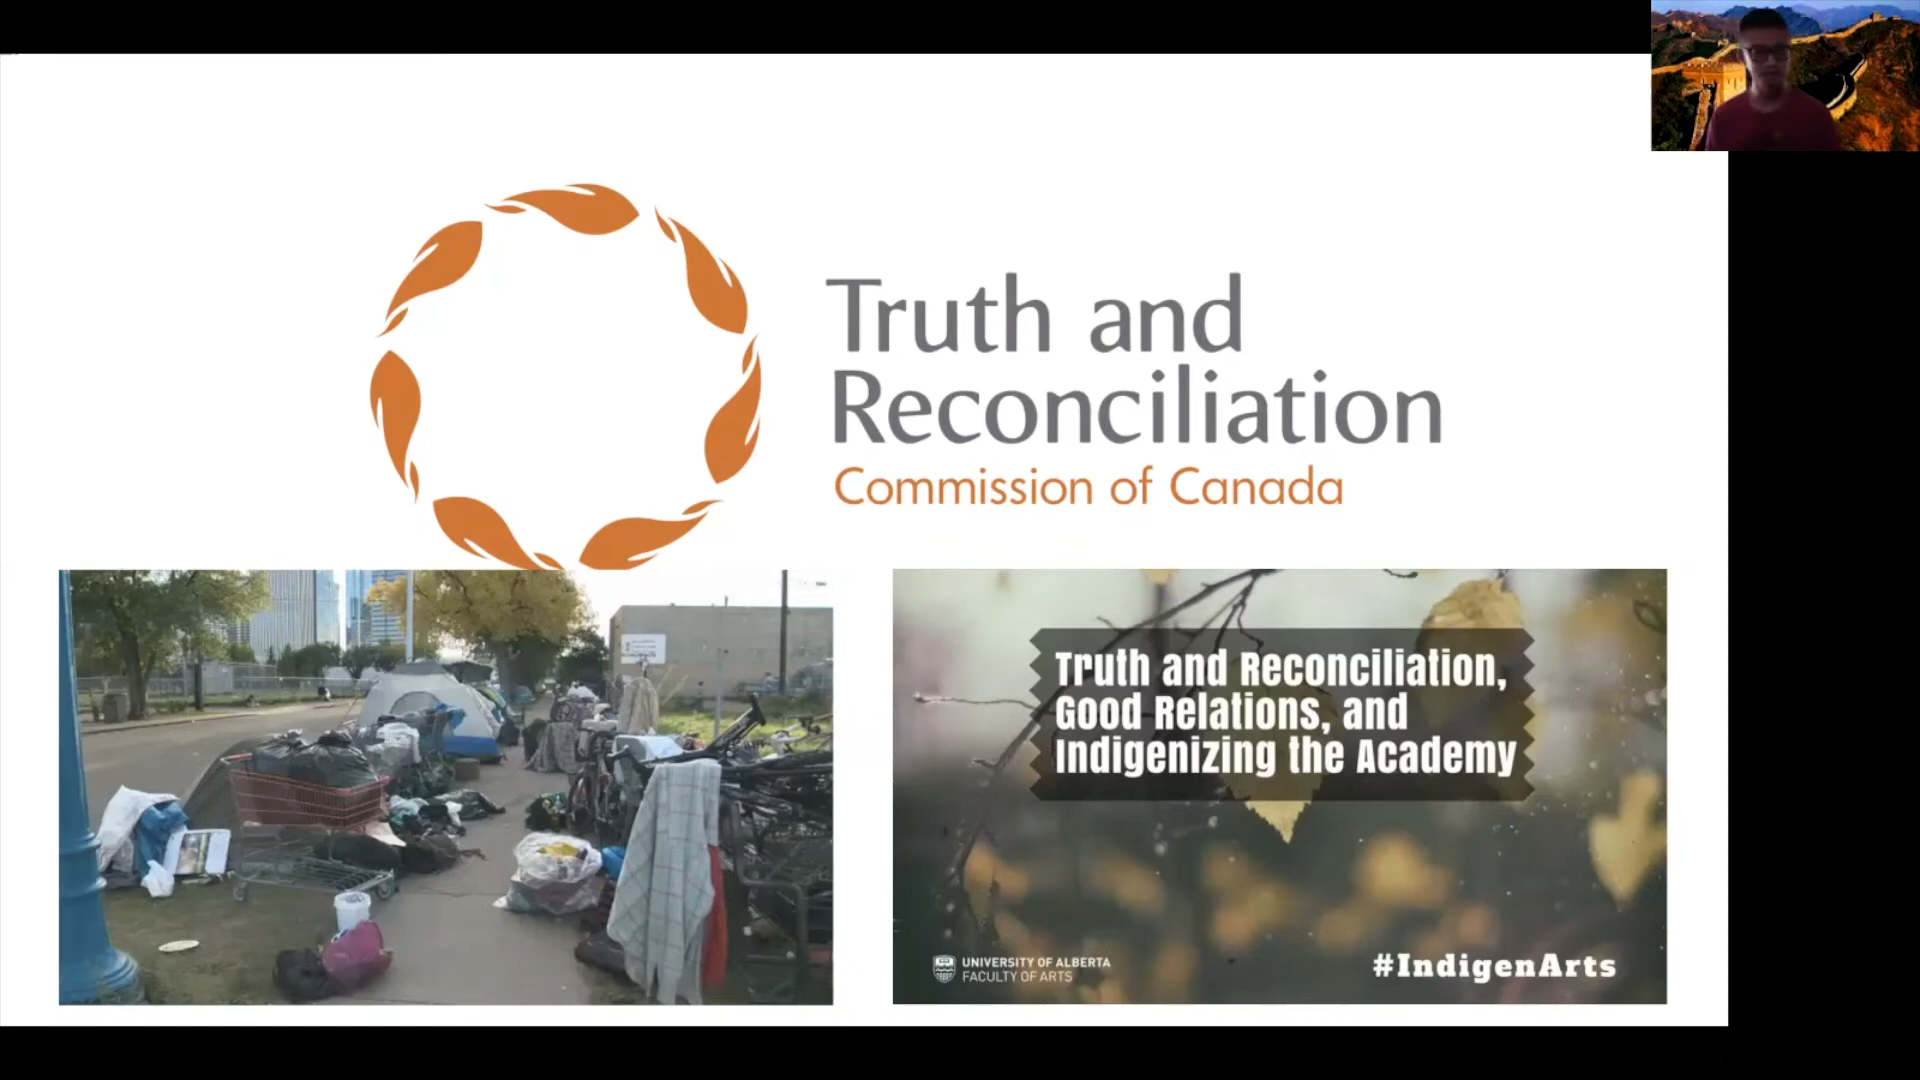 Truth and
Reconciliation
Commission of Canada
Truth and Reconciliation,
Good Relations, and
Indigenizing the Academy
UNIVERSITY OF ALBERTA
FACULTY OF ARTS
#IndigenArts